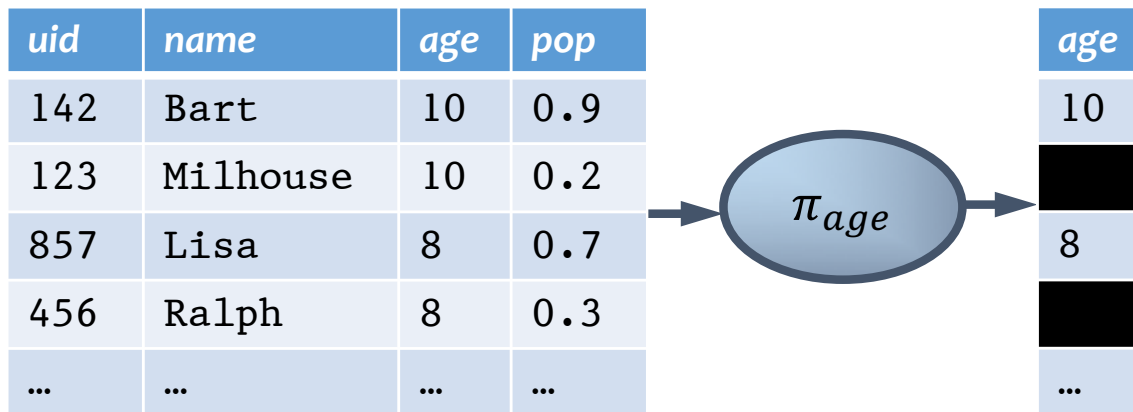 uid name age pop age
142 Bart 10 0.9 10
123 Milhouse 10 0.2
π_age
857 Lisa 8 0.7 8
456 Ralph 8 0.3
… … … … …